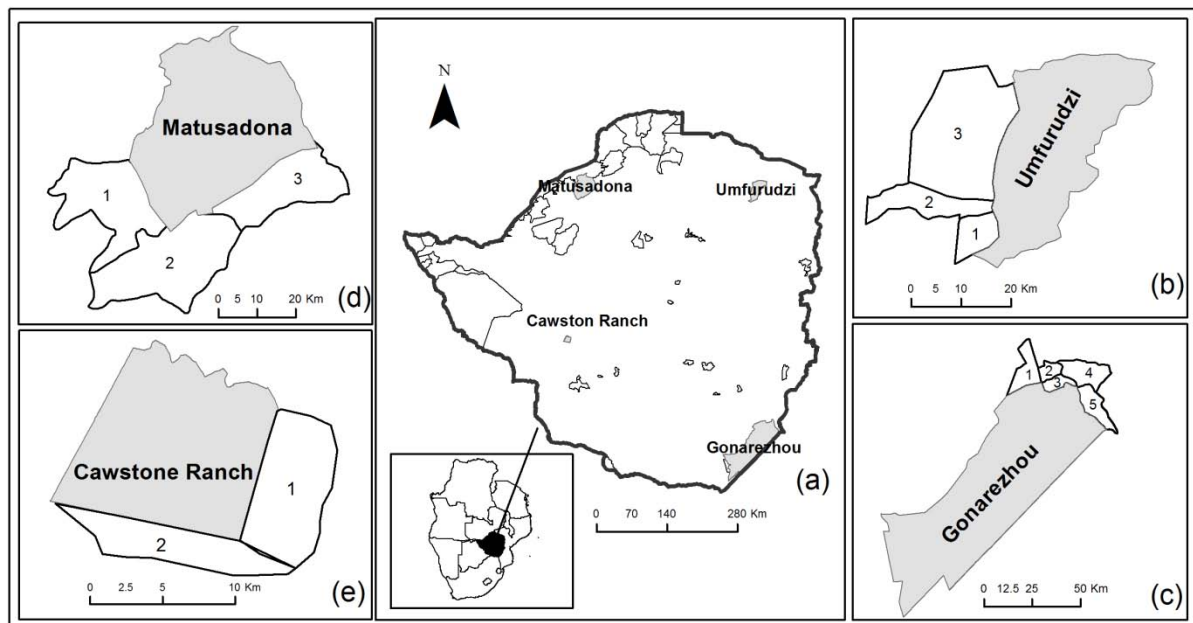 Matusadona
1
3
2
0 5 10 20 Km
(d)
Cawstone Ranch
1
2
0 2.5 5 10 Km
(e)
N
Matusadona
Umfurudzi
Cawston Ranch
Gonarezhou
(a)
0 70 140 280 Km
3
Umfurudzi
2
1
0 5 10 20 Km
(b)
1
2
4
3
5
Gonarezhou
0 12.5 25 50 Km
(c)